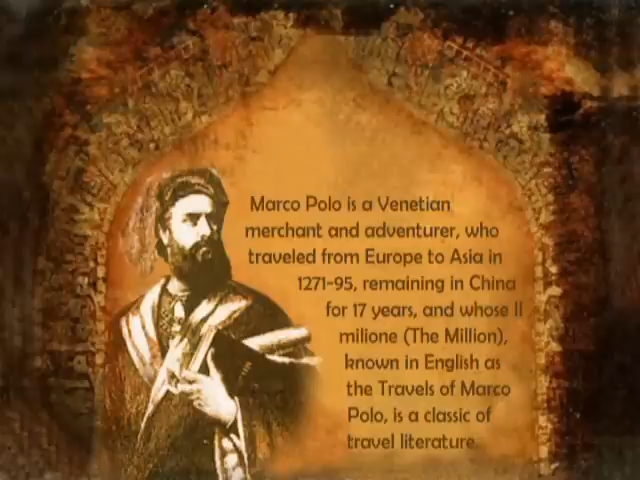 Marco Polo is a Venetian
merchant and adventurer, who
traveled from Europe to Asia in
1271-95, remaining in China
for 17 years, and whose Il
milione (The Million),
known in English as
the Travels of Marco
Polo, is a classic of
travel literature.